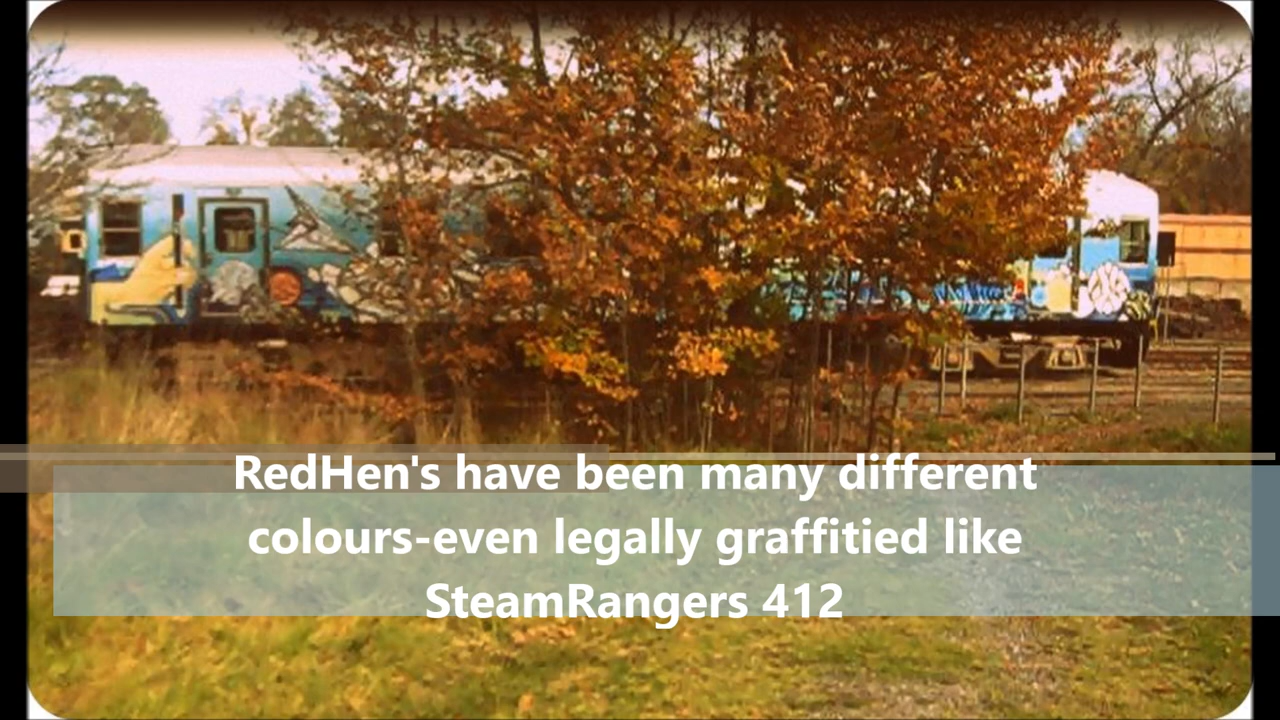 RedHen's have been many different
colours-even legally graffitied like
SteamRangers 412